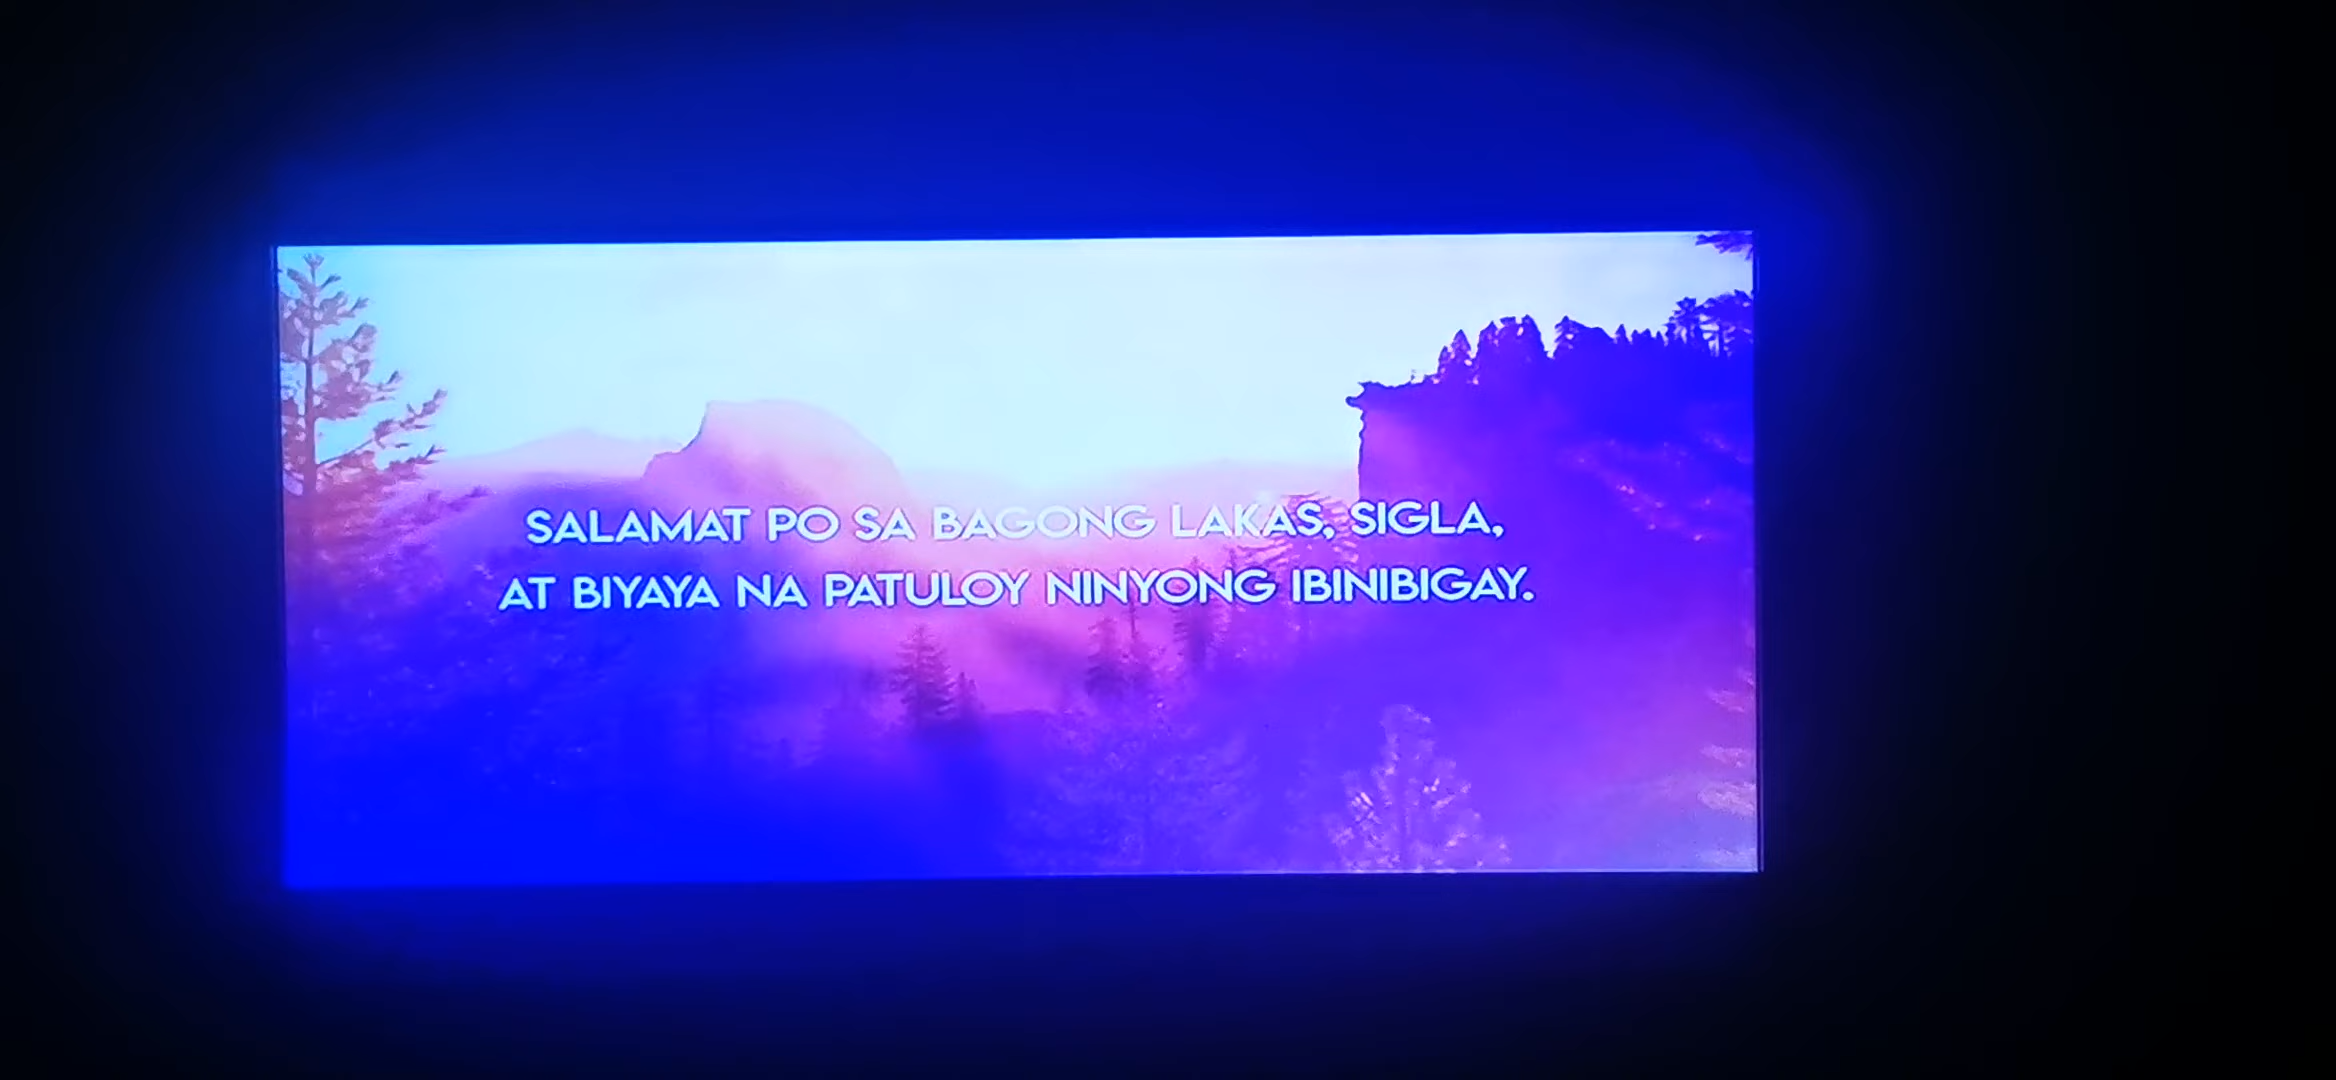 SALAMAT PO SA BAGONG LAKAS, SIGLA,
AT BIYAYA NA PATULOY NINYONG IBINIBIGAY.